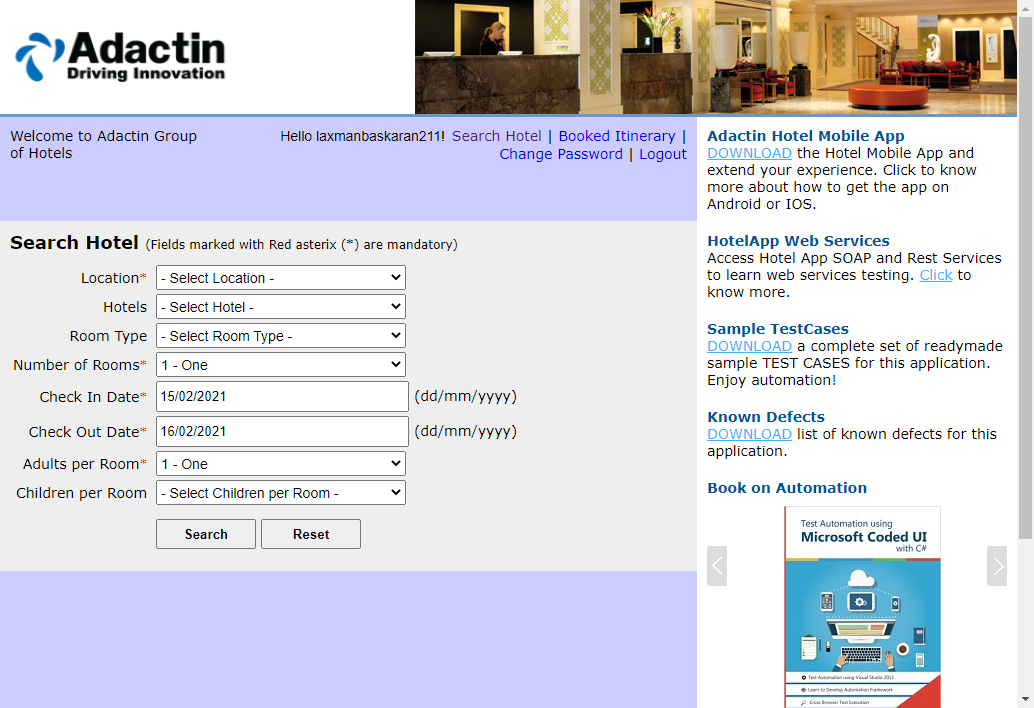 Adactin
Driving Innovation
Welcome to Adactin Group
of Hotels
Hello laxmanbaskaran211! Search Hotel | Booked Itinerary |
Change Password | Logout
Search Hotel (Fields marked with Red asterix (*) are mandatory)
Location* - Select Location -
Hotels - Select Hotel -
Room Type - Select Room Type -
Number of Rooms* 1 - One
Check In Date* 15/02/2021 (dd/mm/yyyy)
Check Out Date* 16/02/2021 (dd/mm/yyyy)
Adults per Room* 1 - One
Children per Room - Select Children per Room -
Search Reset
Adactin Hotel Mobile App
DOWNLOAD the Hotel Mobile App and
extend your experience. Click to know
more about how to get the app on
Android or IOS.
HotelApp Web Services
Access Hotel App SOAP and Rest Services
to learn web services testing. Click to
know more.
Sample TestCases
DOWNLOAD a complete set of readymade
sample TEST CASES for this application.
Enjoy automation!
Known Defects
DOWNLOAD list of known defects for this
application.
Book on Automation
Test Automation using
Microsoft Coded UI
with C#
Test Automation using Visual Studio 2015
Learn to Develop Automation Framework
Cross Browser Test Execution